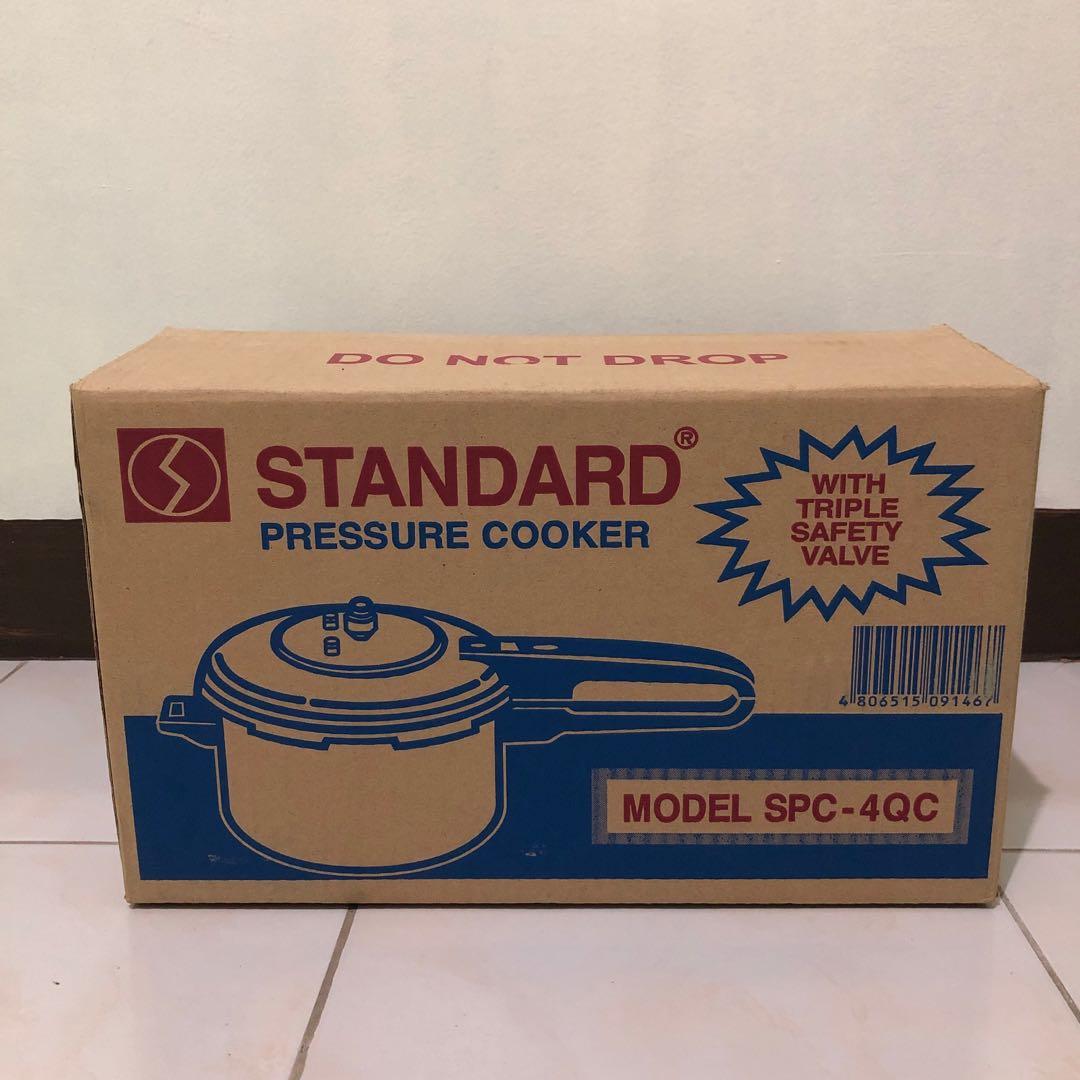 DO NOT DROP
STANDARD®
PRESSURE COOKER
WITH
TRIPLE
SAFETY
VALVE
4 806515 091467
MODEL SPC-4QC